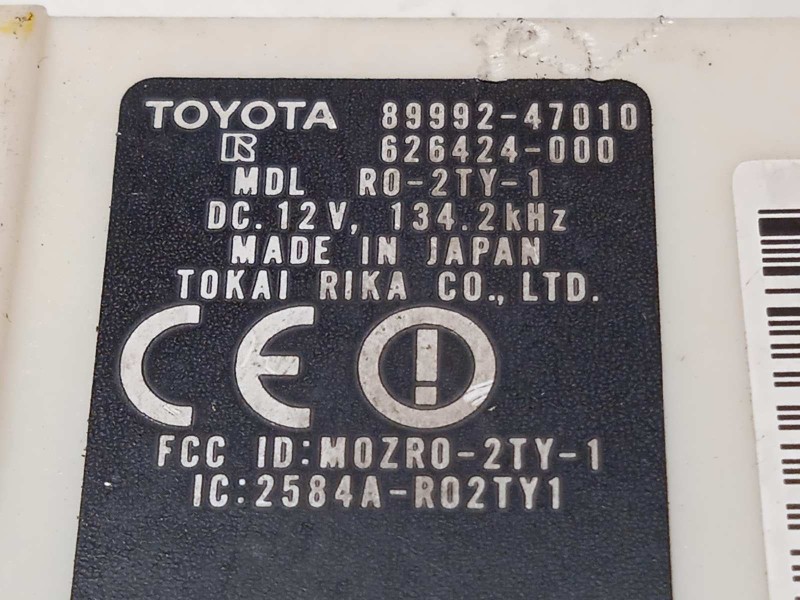 TOYOTA 89992-47010
R 626424-000
MDL RO-2TY-1
DC.12V, 134.2kHz
MADE IN JAPAN
TOKAI RIKA CO., LTD.
CE
FCC ID:MOZRO-2TY-1
IC:2584A-RO2TY1